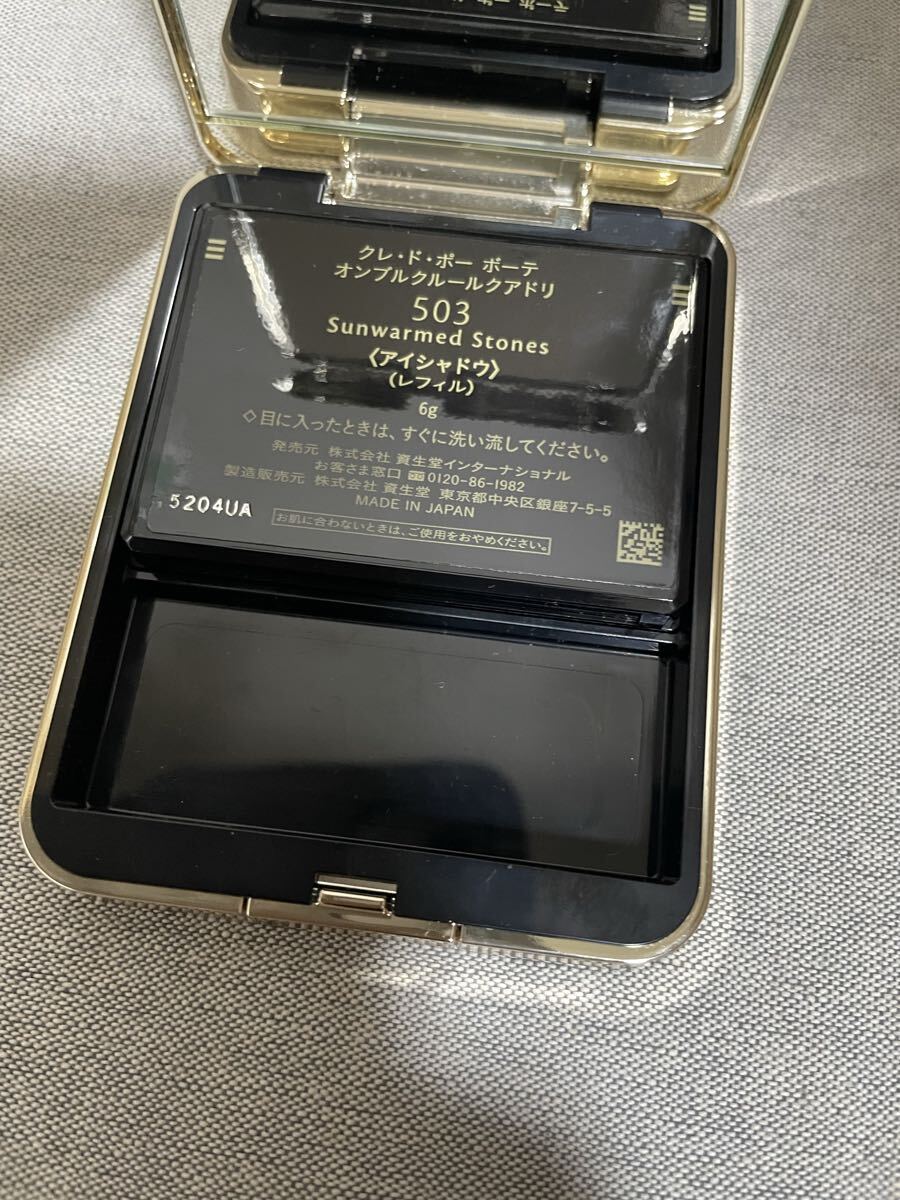 クレ・ド・ポー ボーテ
オンブルクルールクアドリ
503
Sunwarmed Stones
〈アイシャドウ〉
(レフィル)
6g
◇目に入ったときは、すぐに洗い流してください。
発売元 株式会社 資生堂インターナショナル
お客さま窓口 0120-86-1982
製造販売元 株式会社 資生堂 東京都中央区銀座7-5-5
MADE IN JAPAN
5204UA
お肌に合わないときは、ご使用をおやめください。